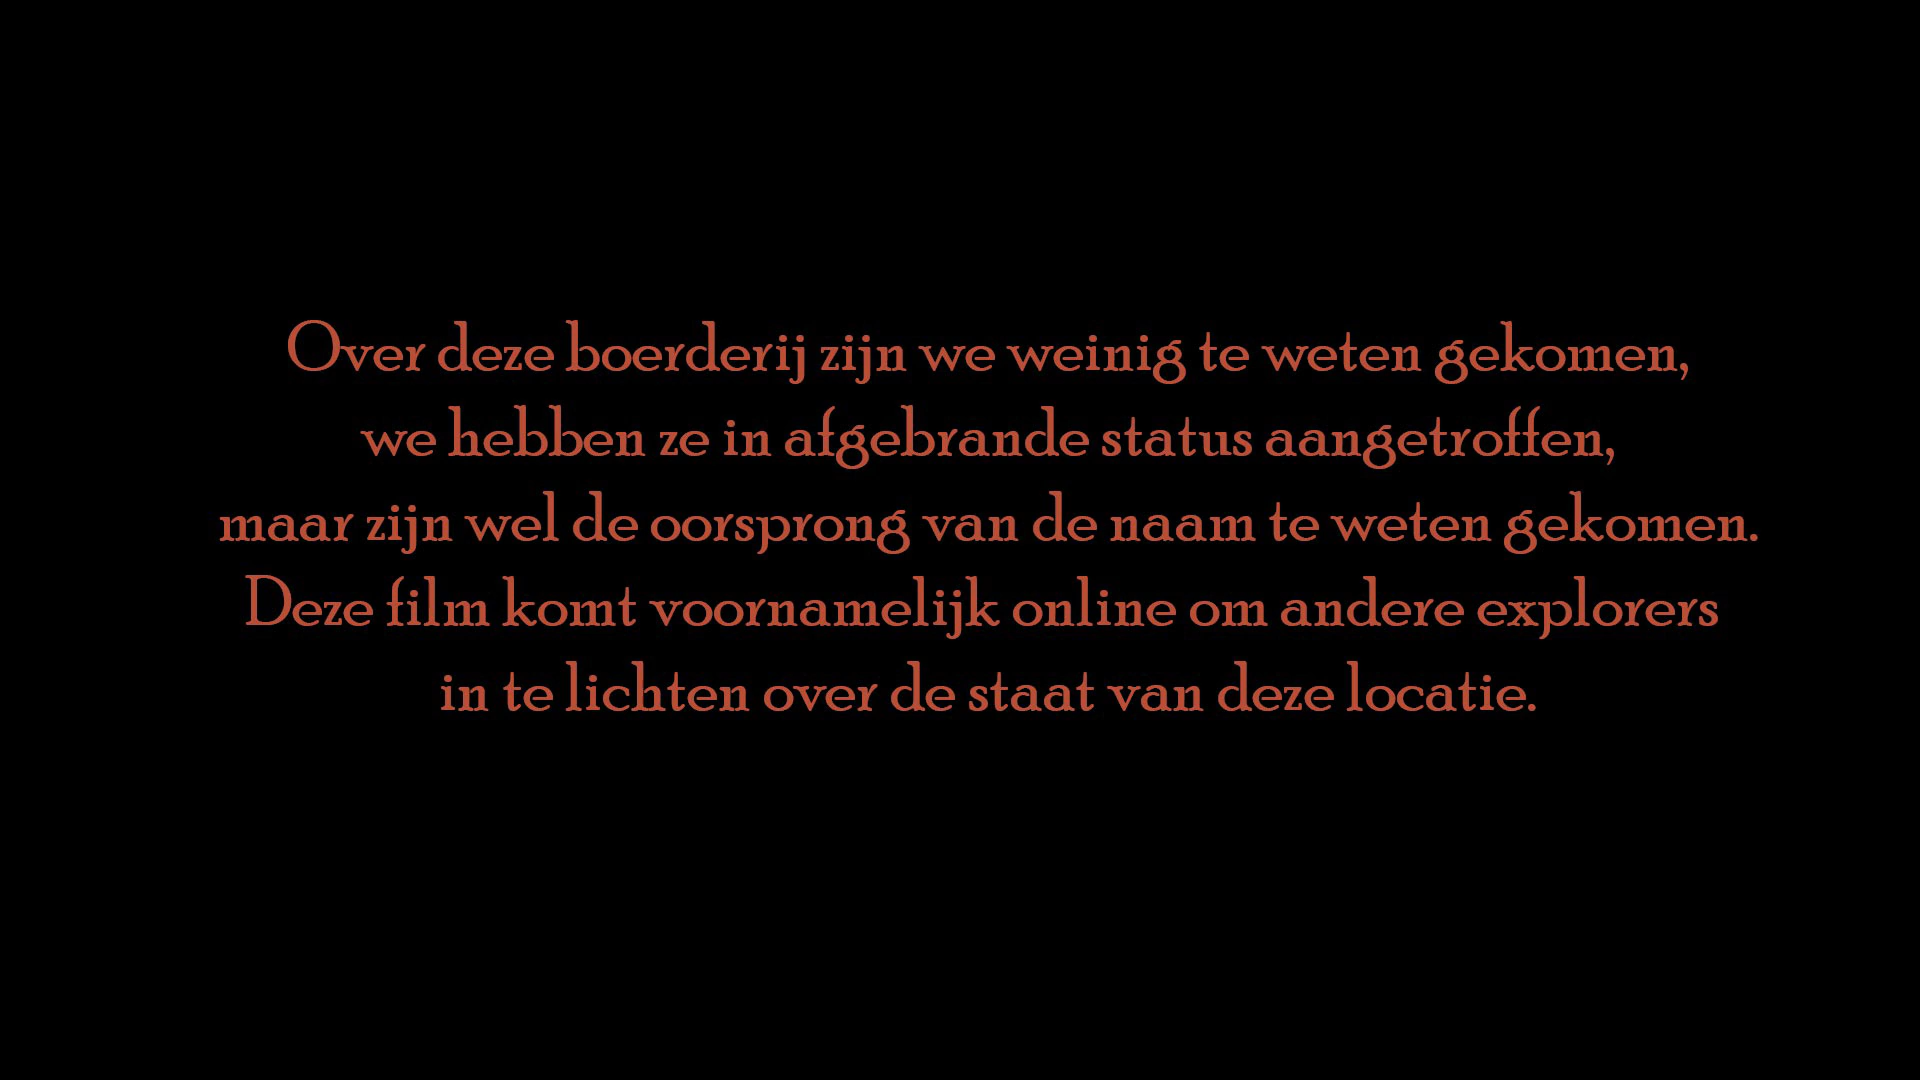 Over deze boerderij zijn we weinig te weten gekomen,
we hebben ze in afgebrande status aangetroffen,
maar zijn wel de oorsprong van de naam te weten gekomen.
Deze film komt voornamelijk online om andere explorers
in te lichten over de staat van deze locatie.